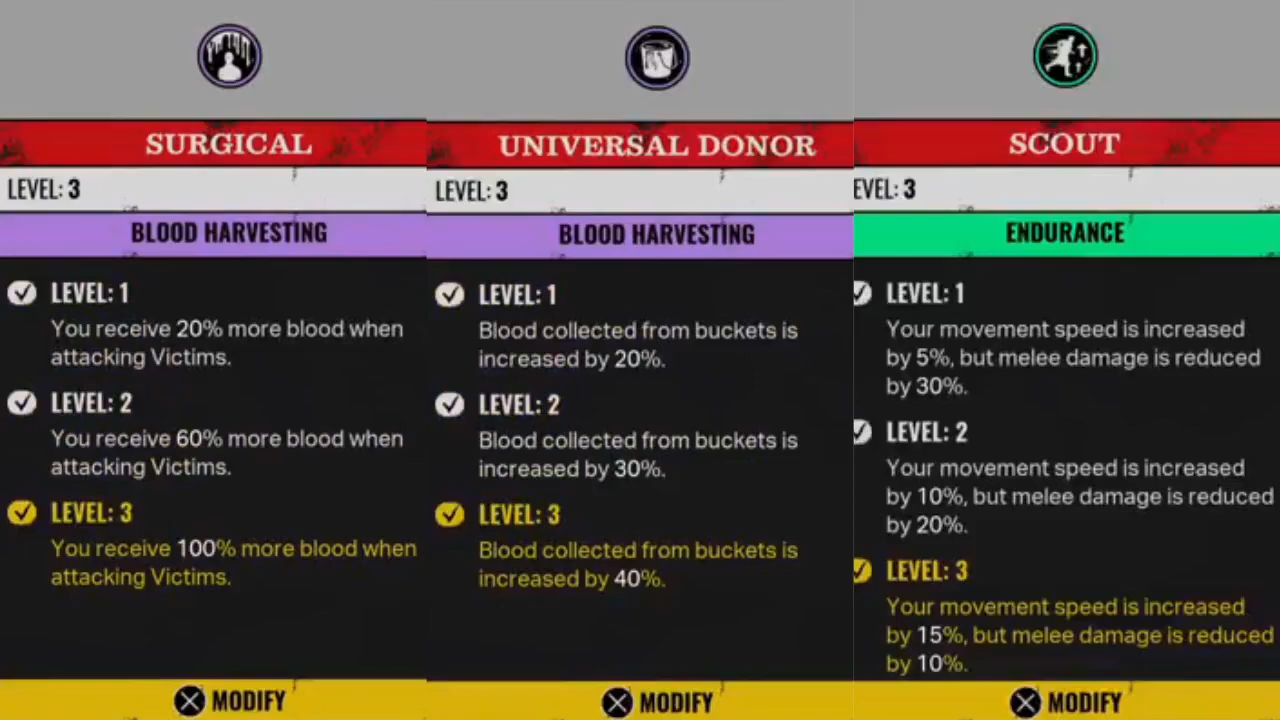 SURGICAL
LEVEL: 3
BLOOD HARVESTING
LEVEL: 1
You receive 20% more blood when
attacking Victims.
LEVEL: 2
You receive 60% more blood when
attacking Victims.
LEVEL: 3
You receive 100% more blood when
attacking Victims.
MODIFY
UNIVERSAL DONOR
LEVEL: 3
BLOOD HARVESTING
LEVEL: 1
Blood collected from buckets is
increased by 20%.
LEVEL: 2
Blood collected from buckets is
increased by 30%.
LEVEL: 3
Blood collected from buckets is
increased by 40%.
MODIFY
SCOUT
EVEL: 3
ENDURANCE
LEVEL: 1
Your movement speed is increased
by 5%, but melee damage is reduced
by 30%.
LEVEL: 2
Your movement speed is increased
by 10%, but melee damage is reduced
by 20%.
LEVEL: 3
Your movement speed is increased
by 15%, but melee damage is reduced
by 10%.
MODIFY